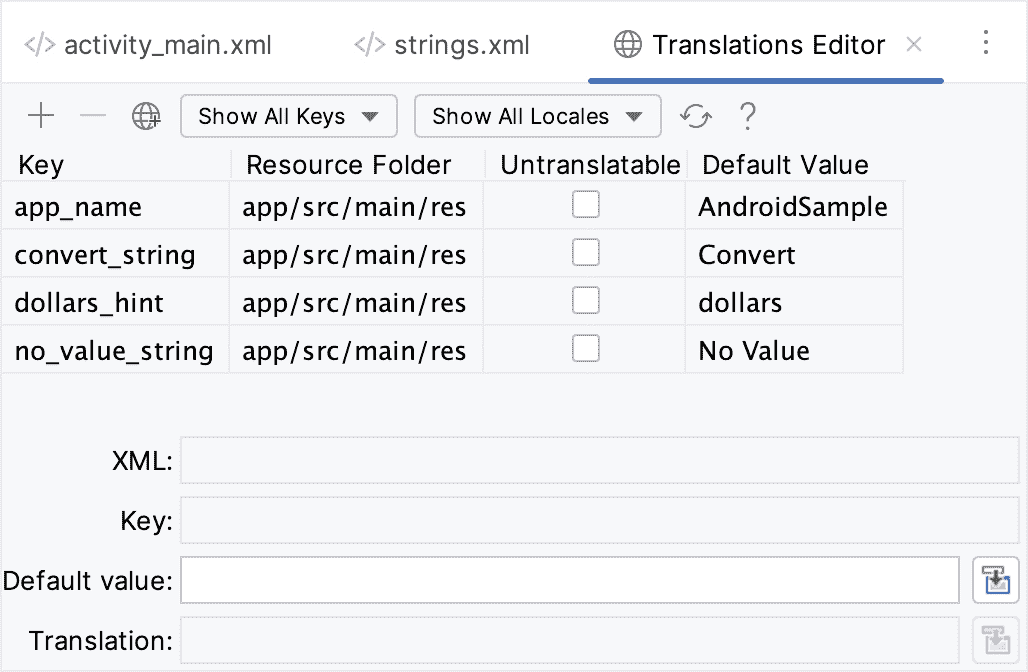 activity_main.xml strings.xml Translations Editor
Show All Keys Show All Locales ?
Key Resource Folder Untranslatable Default Value
app_name app/src/main/res AndroidSample
convert_string app/src/main/res Convert
dollars_hint app/src/main/res dollars
no_value_string app/src/main/res No Value
XML:
Key:
Default value:
Translation: